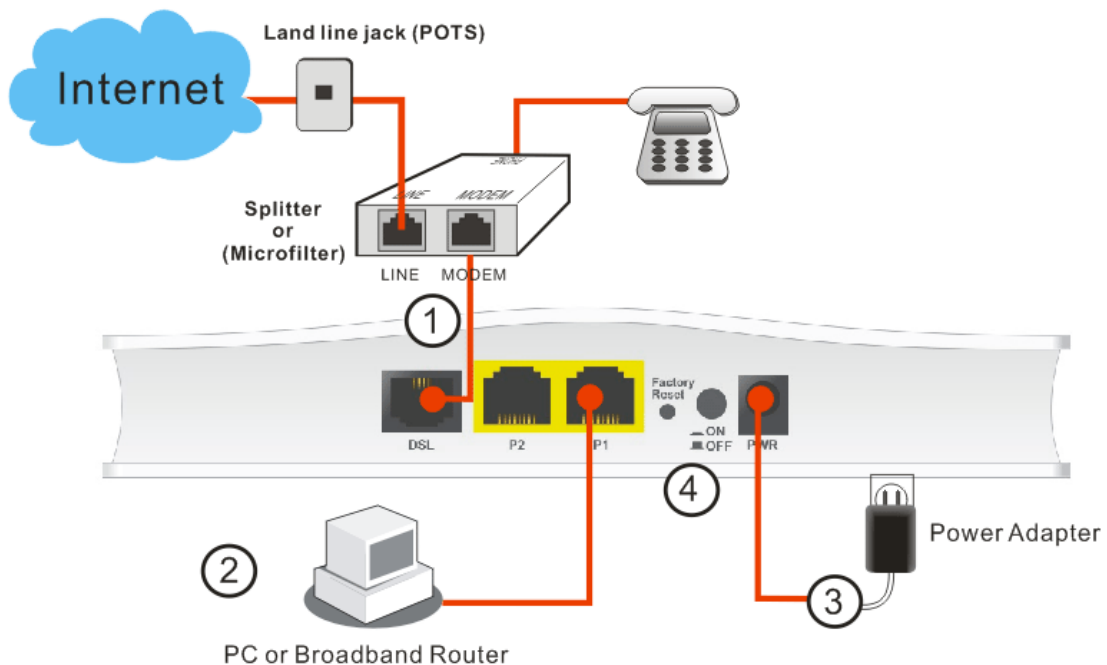 Land line jack (POTS)
Internet
PHONE
LINE
MODEM
Splitter
or
(Microfilter)
LINE
MODEM
1
DSL
P2
P1
Factory
Reset
ON
OFF
PWR
4
Power Adapter
2
3
PC or Broadband Router